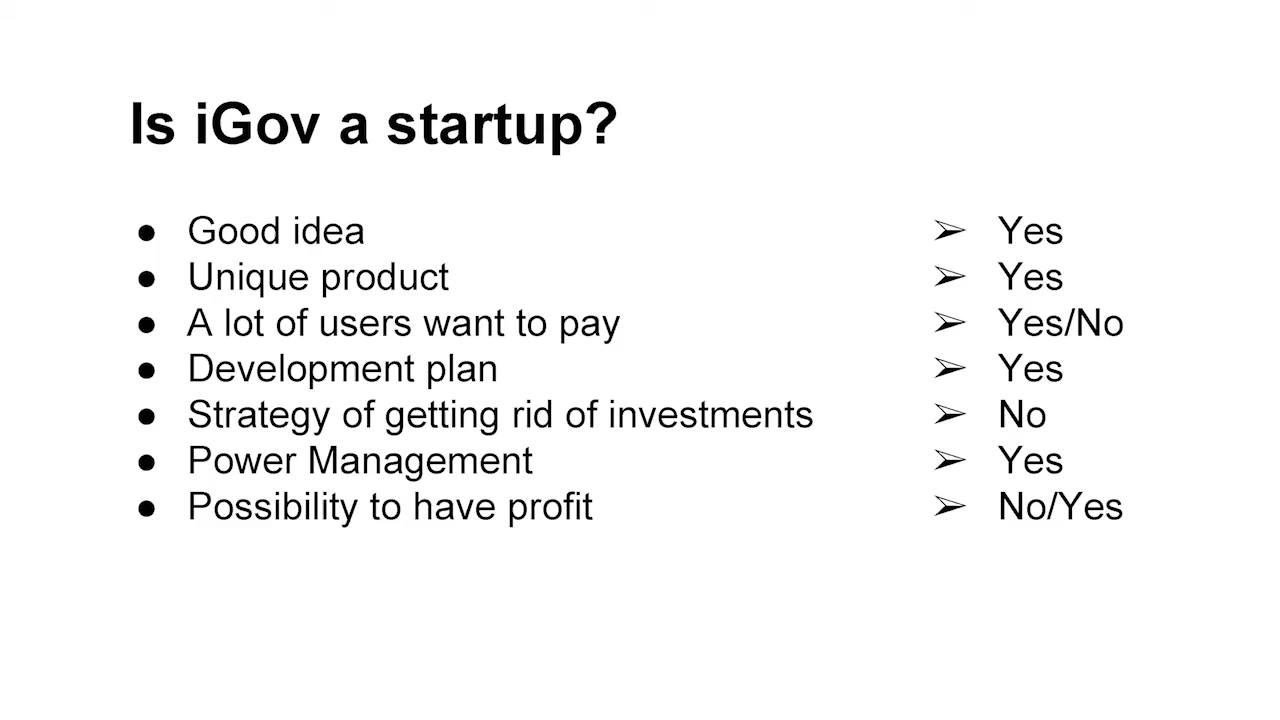 Is iGov a startup?
● Good idea ➢ Yes
● Unique product ➢ Yes
● A lot of users want to pay ➢ Yes/No
● Development plan ➢ Yes
● Strategy of getting rid of investments ➢ No
● Power Management ➢ Yes
● Possibility to have profit ➢ No/Yes